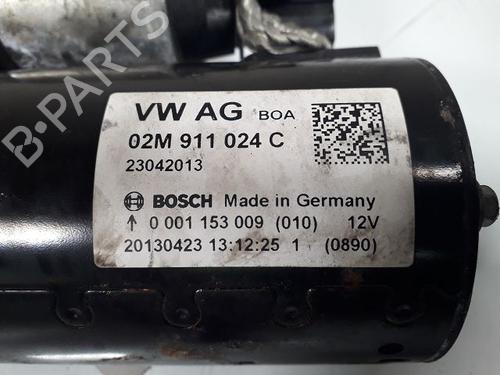 VW AG BOA
02M 911 024 C
23042013
BOSCH Made in Germany
↑ 0 001 153 009 (010) 12V
20130423 13:12:25 1 (0890)
B-PARTS